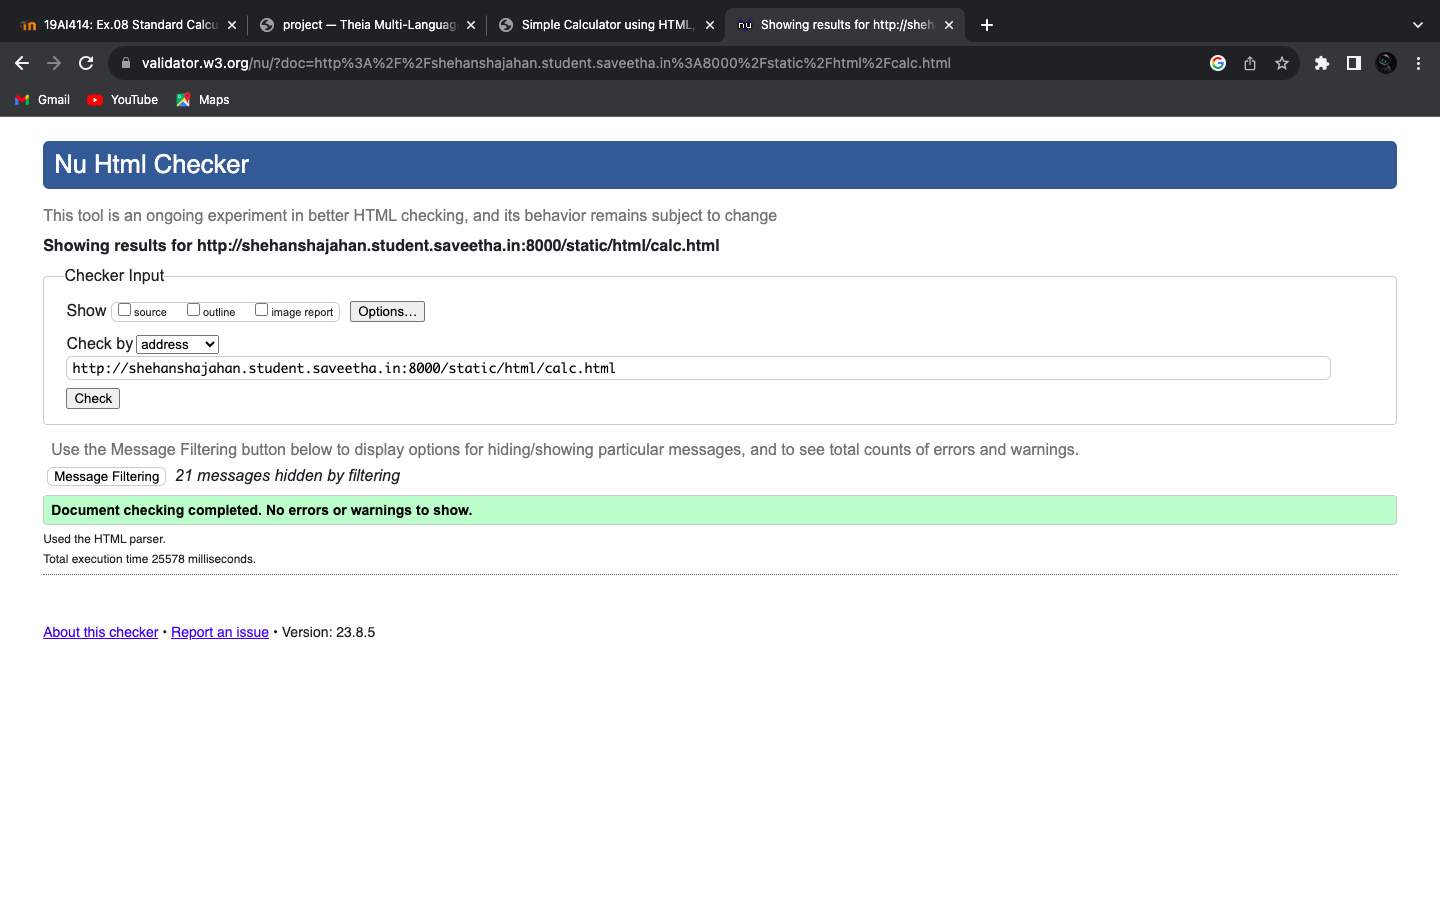 19AI414: Ex.08 Standard Calcu
project — Theia Multi-Languag
Simple Calculator using HTML,
nu Showing results for http://sheh
validator.w3.org/nu/?doc=http%3A%2F%2Fshehanshajahan.student.saveetha.in%3A8000%2Fstatic%2Fhtml%2Fcalc.html
Gmail YouTube Maps
Nu Html Checker
This tool is an ongoing experiment in better HTML checking, and its behavior remains subject to change
Showing results for http://shehanshajahan.student.saveetha.in:8000/static/html/calc.html
Checker Input
Show source outline image report Options...
Check by address
http://shehanshajahan.student.saveetha.in:8000/static/html/calc.html
Check
Use the Message Filtering button below to display options for hiding/showing particular messages, and to see total counts of errors and warnings.
Message Filtering 21 messages hidden by filtering
Document checking completed. No errors or warnings to show.
Used the HTML parser.
Total execution time 25578 milliseconds.
About this checker • Report an issue • Version: 23.8.5